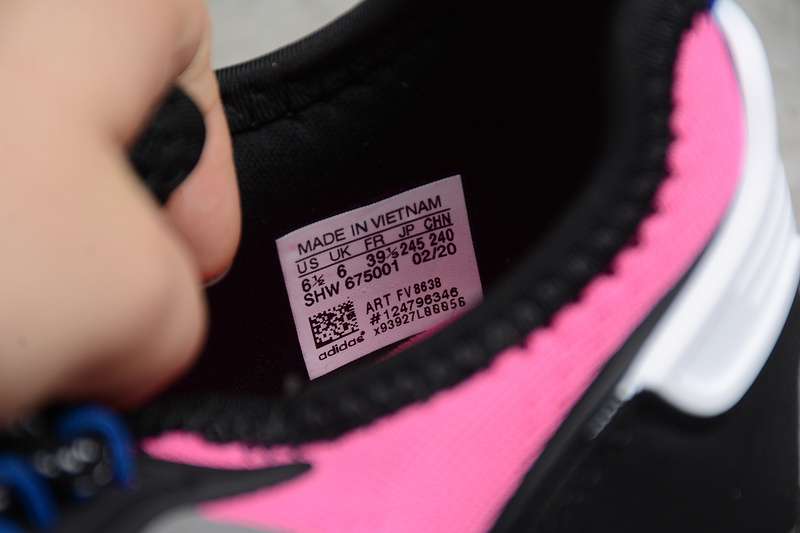 MADE IN VIETNAM
US UK FR JP CHN
6½ 6 39⅓ 245 240
SHW 675001 02/20
ART FV8638
#124796346
x93927L00056
adidas